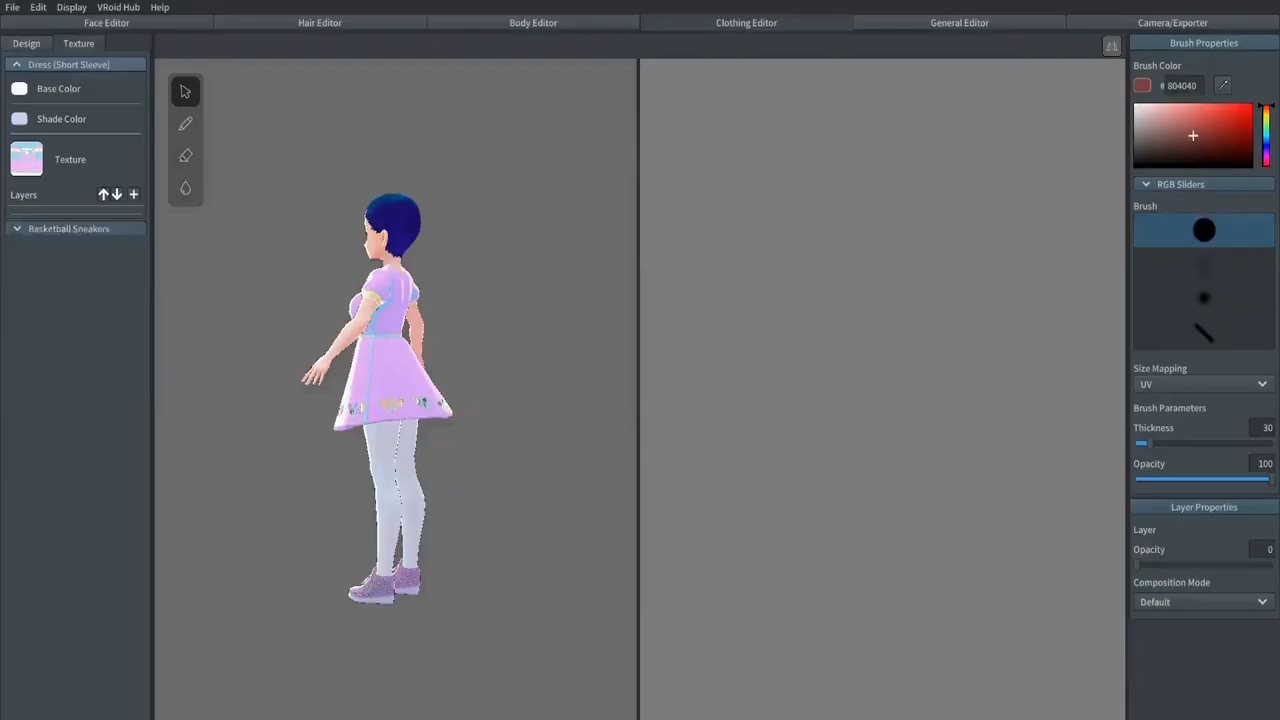 File Edit Display VRoid Hub Help
Face Editor Hair Editor Body Editor Clothing Editor General Editor Camera/Exporter
Design Texture
Dress (Short Sleeve)
Base Color
Shade Color
Texture
Layers
Basketball Sneakers
Brush Properties
Brush Color
# 804040
RGB Sliders
Brush
Size Mapping
UV
Brush Parameters
Thickness 30
Opacity 100
Layer Properties
Layer
Opacity 0
Composition Mode
Default